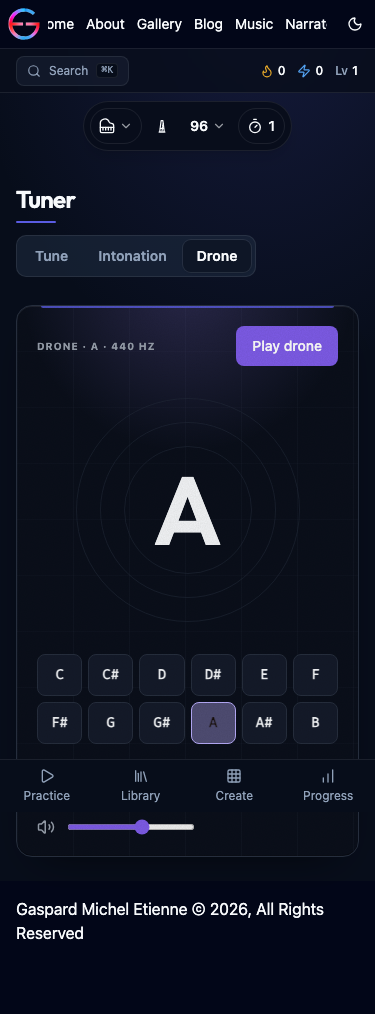 ome About Gallery Blog Music Narrat
Search ⌘K 0 0 Lv 1
96 1
Tuner
Tune Intonation Drone
DRONE · A · 440 HZ Play drone
A
C C# D D# E F
F# G G# A A# B
Practice Library Create Progress
Gaspard Michel Etienne © 2026, All Rights
Reserved